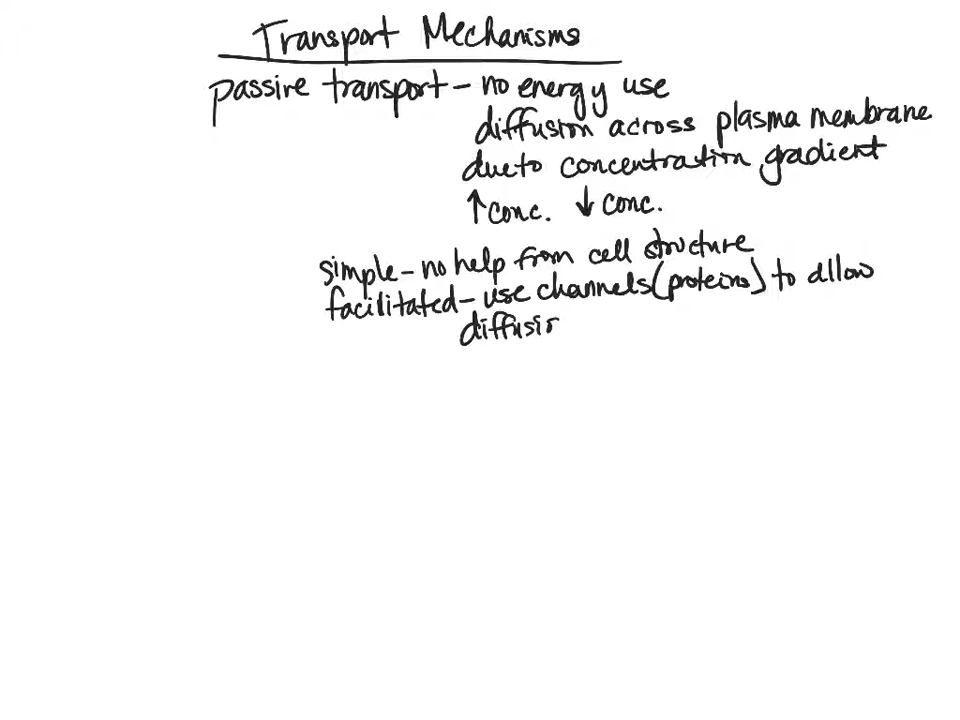 Transport Mechanisms
passive transport - no energy use
diffusion across plasma membrane
due to concentration gradient
↑ conc. ↓ conc.
simple - no help from cell structure
facilitated - use channels (proteins) to allow
diffusir